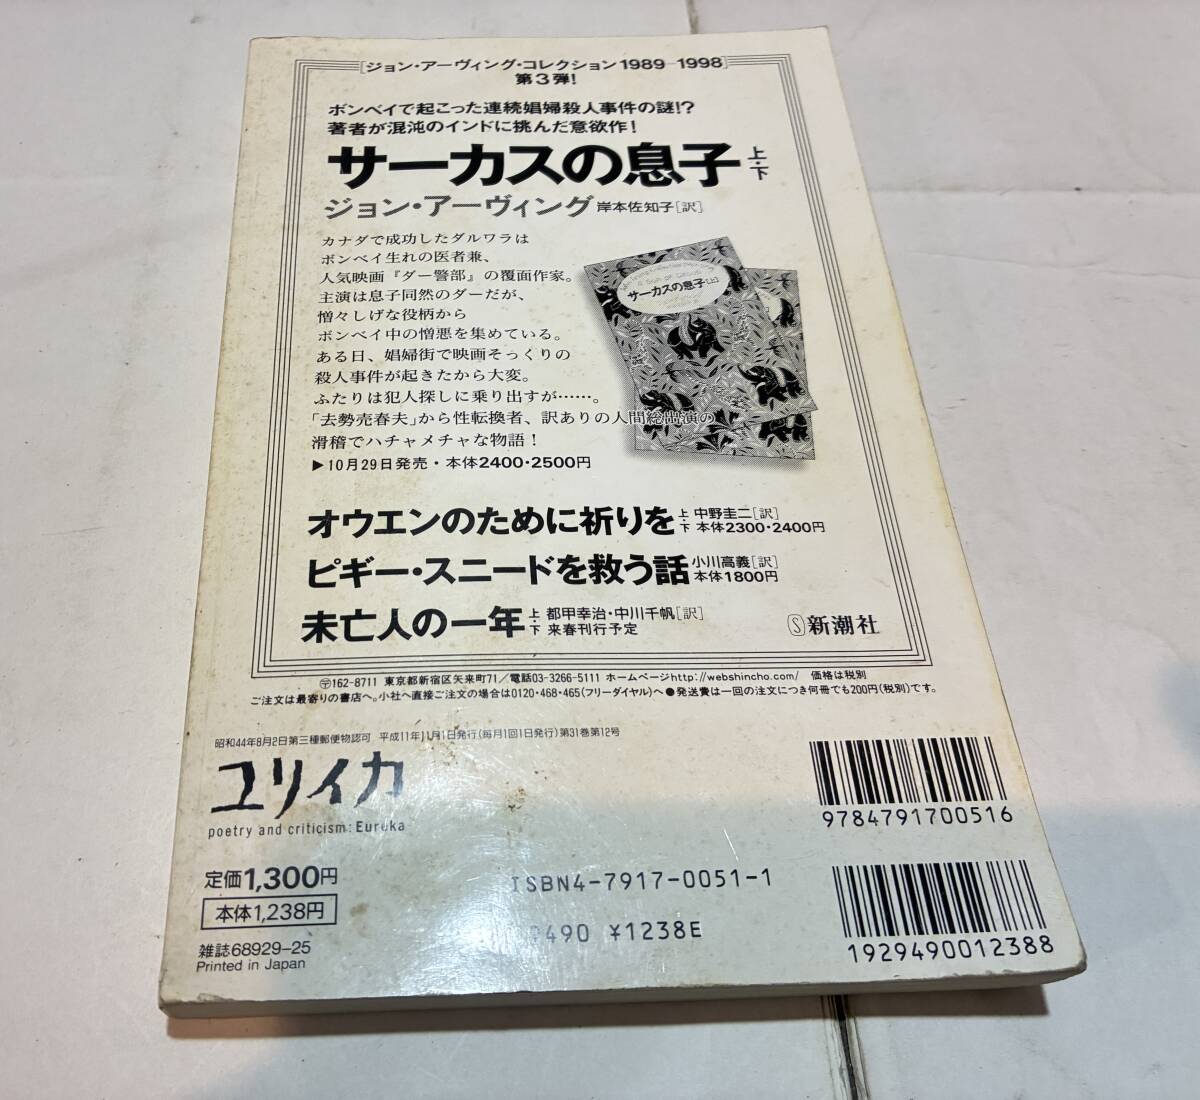 [ジョン・アーヴィング・コレクション1989-1998]
第3弾!
ボンベイで起こった連続娼婦殺人事件の謎!?
著者が混沌のインドに挑んだ意欲作!
サーカスの息子 上・下
ジョン・アーヴィング 岸本佐知子[訳]
カナダで成功したダルワラは
ボンベイ生れの医者兼、
人気映画『ダー警部』の覆面作家。
主演は息子同然のダーだが、
憎々しげな役柄から
ボンベイ中の憎悪を集めている。
ある日、娼婦街で映画そっくりの
殺人事件が起きたから大変。
ふたりは犯人探しに乗り出すが……。
「去勢売春夫」から性転換者、訳ありの人間総出演の
滑稽でハチャメチャな物語!
▶10月29日発売・本体2400・2500円
サーカスの息子(上)
オウエンのために祈りを 上・下 中野圭二[訳] 本体2300・2400円
ピギー・スニードを救う話 小川高義[訳] 本体1800円
未亡人の一年 上・下 都甲幸治・中川千帆[訳] 来春刊行予定
S新潮社
〒162-8711 東京都新宿区矢来町71/電話03-3266-5111 ホームページhttp://webshincho.com/ 価格は税別
ご注文は最寄りの書店へ。小社へ直接ご注文の場合は0120・468・465(フリーダイヤル)へ●発送費は一回の注文につき何冊でも200円(税別)です。
昭和44年8月2日第三種郵便物認可 平成11年11月1日発行(毎月1回1日発行)第31巻第12号
ユリイカ
poetry and criticism: Eureka
9784791700516
定価1,300円
本体1,238円
ISBN4-7917-0051-1
9490 ¥1238E
1929490012388
雑誌68929-25
Printed in Japan